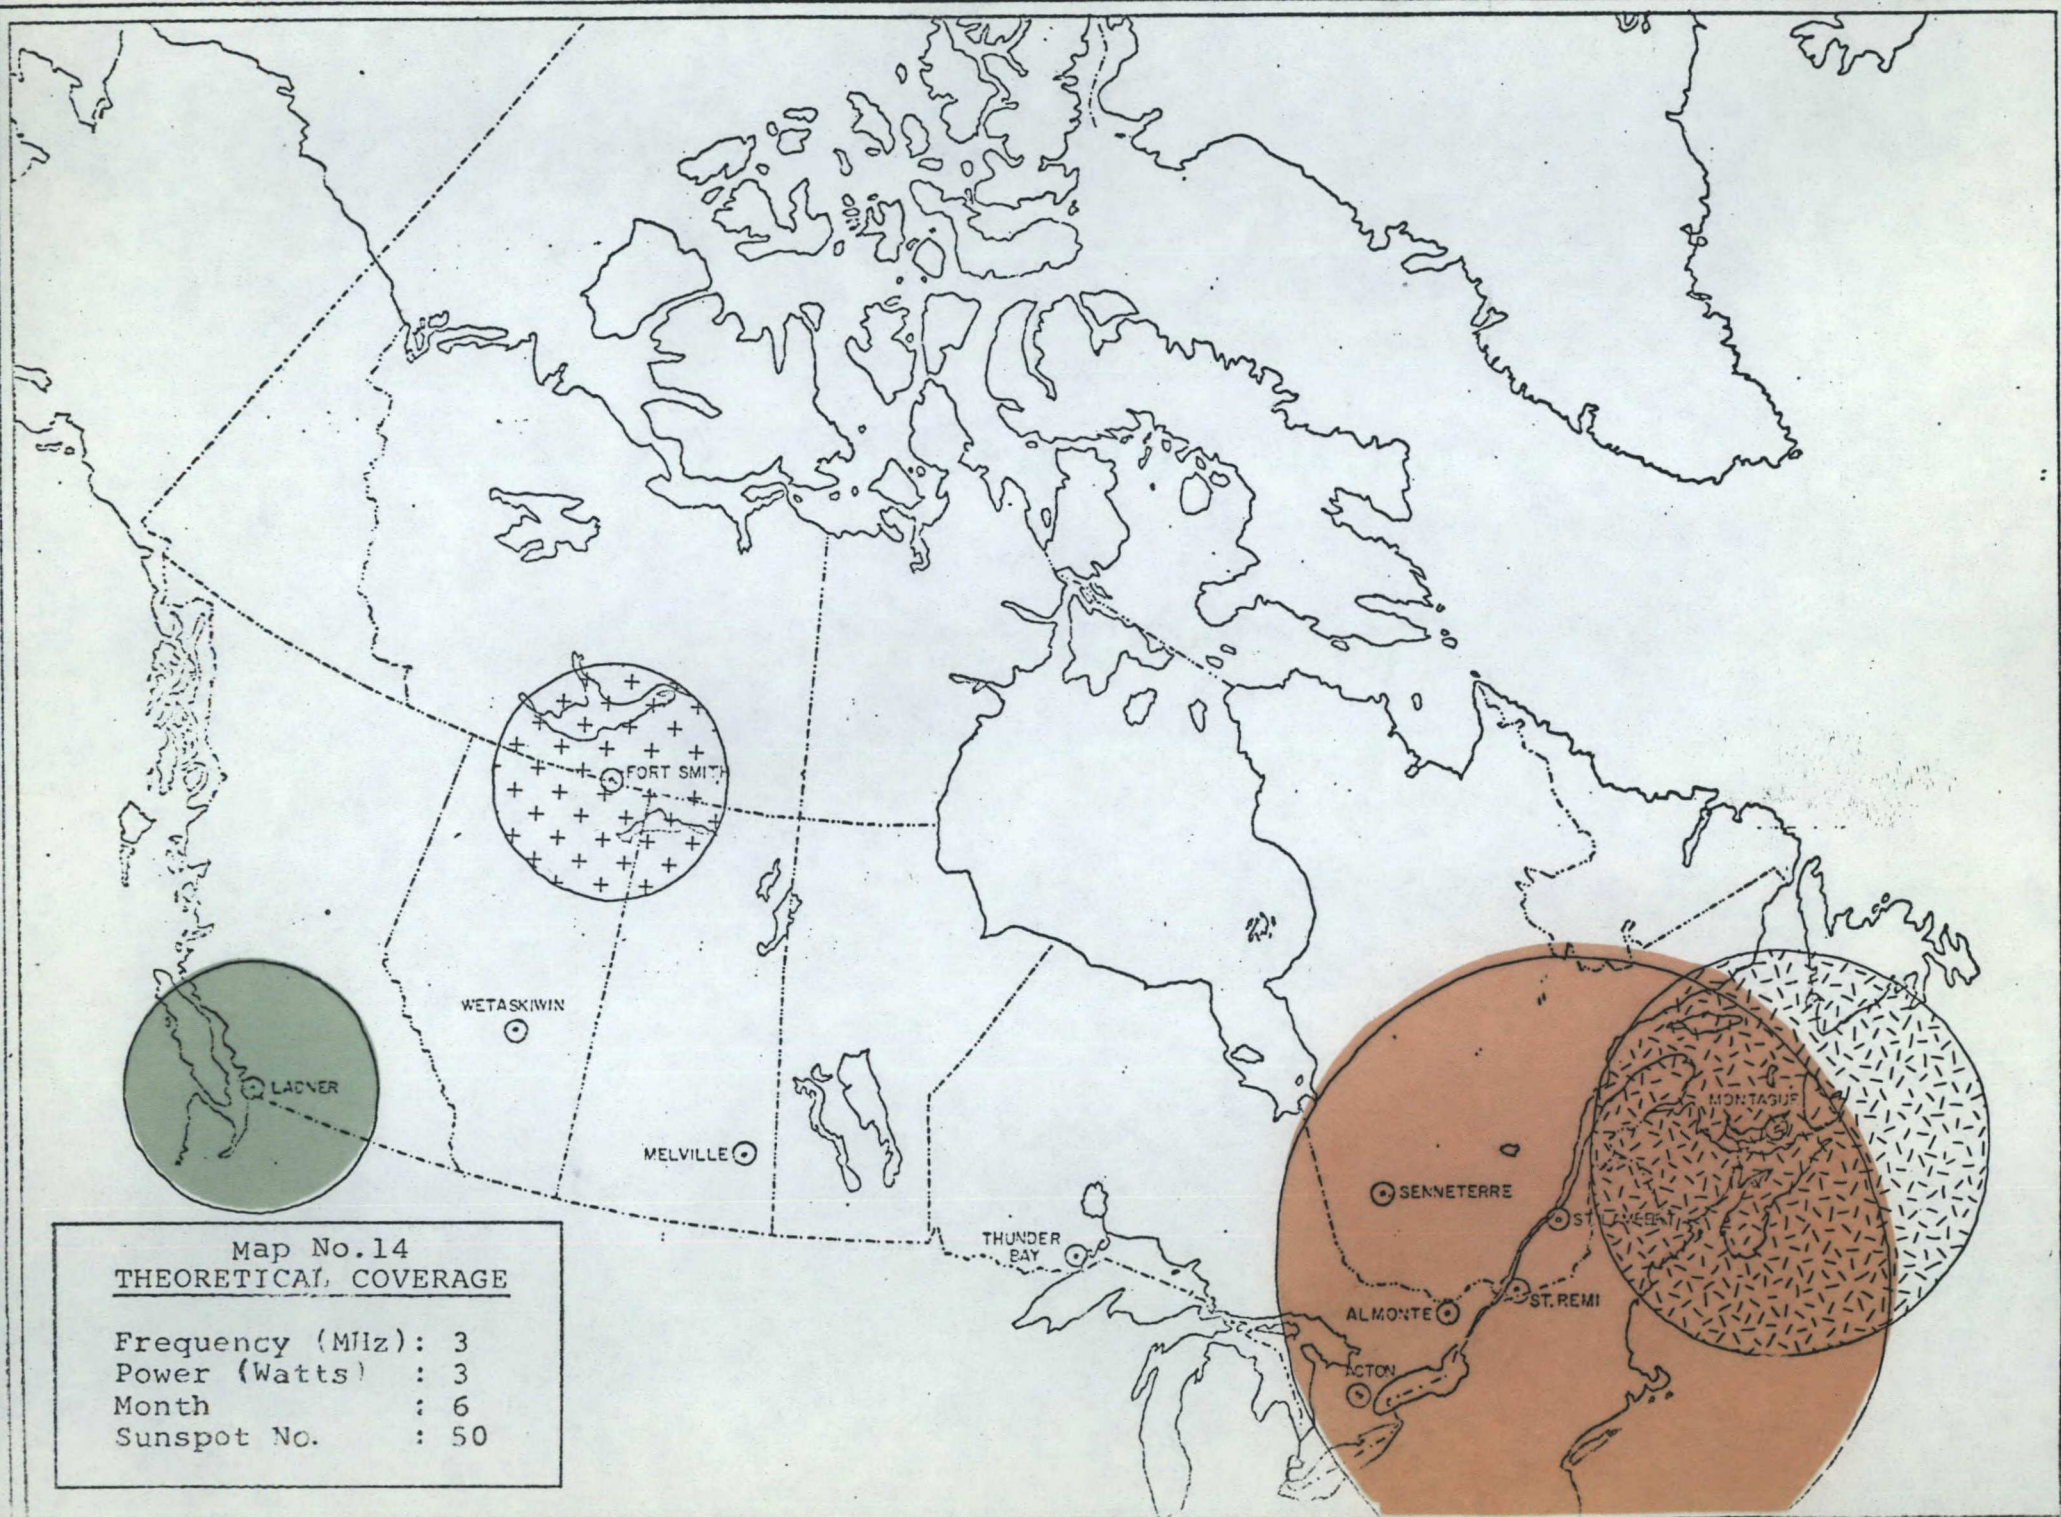 FORT SMITH
WETASKIWIN
LADNER
MELVILLE
MONTAGUE
SENNETERRE
THUNDER
BAY
ALMONTE
ST. REMI
ACTON
Map No.14
THEORETICAL COVERAGE
Frequency (MHz): 3
Power (Watts) : 3
Month : 6
Sunspot No. : 50